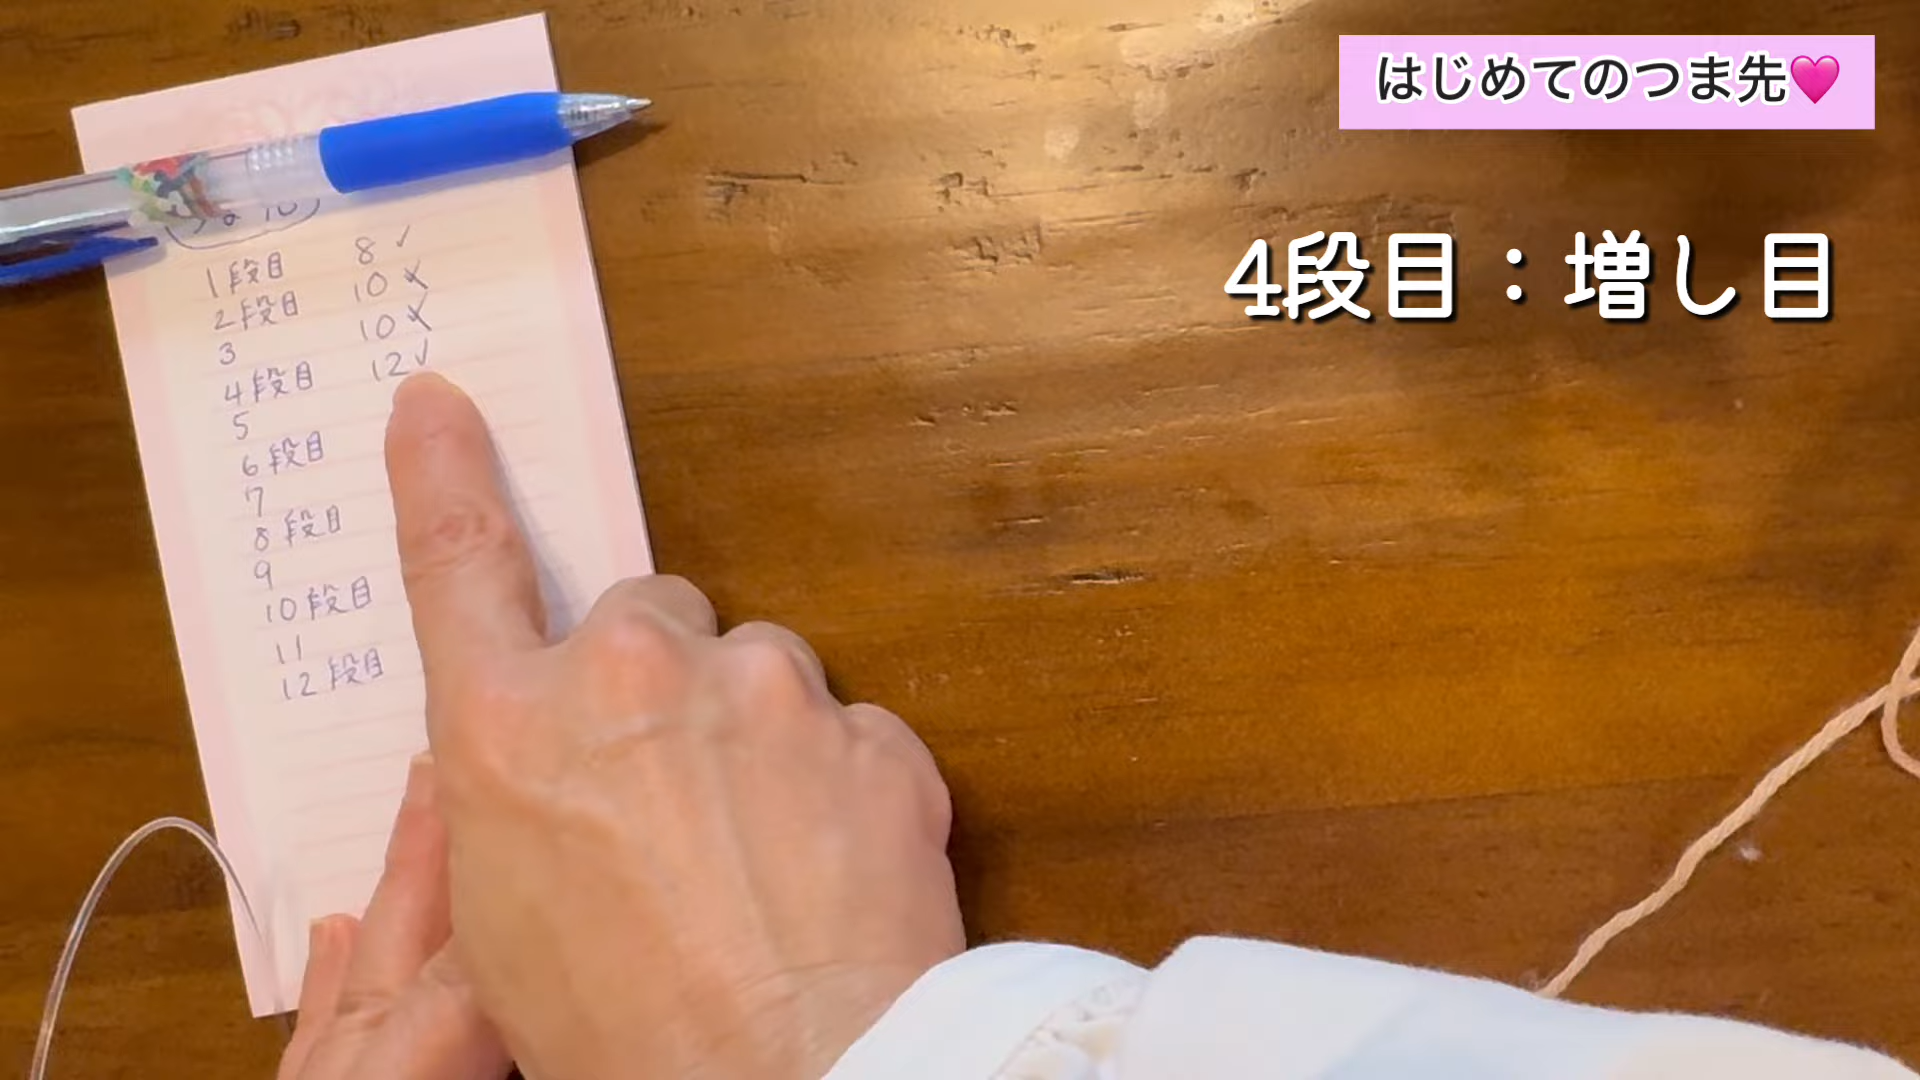 はじめてのつま先🩷
4段目：増し目
1段目 8 ✓
2段目 10 ✓
3 10 ✓
4段目 12 ✓
5
6段目
7
8段目
9
10段目
11
12段目